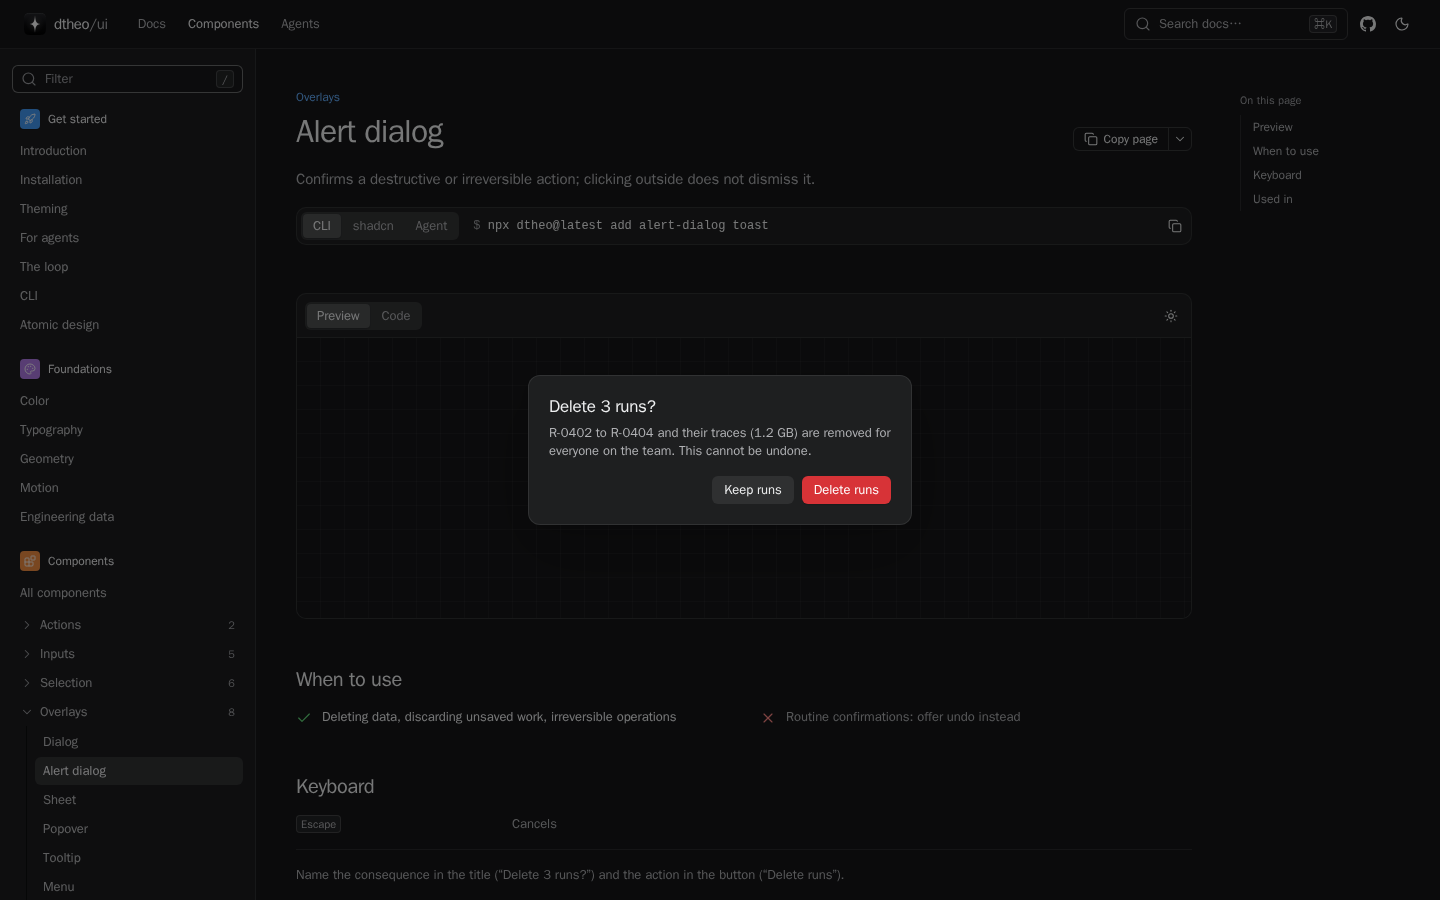 dtheo/ui
Docs
Components
Agents
Search docs···
⌘K
Filter
/
Get started
Introduction
Installation
Theming
For agents
The loop
CLI
Atomic design
Foundations
Color
Typography
Geometry
Motion
Engineering data
Components
All components
Actions 2
Inputs 5
Selection 6
Overlays 8
Dialog
Alert dialog
Sheet
Popover
Tooltip
Menu
Overlays
Alert dialog
Copy page
Confirms a destructive or irreversible action; clicking outside does not dismiss it.
CLI shadcn Agent $ npx dtheo@latest add alert-dialog toast
Preview Code
Delete 3 runs?
R-0402 to R-0404 and their traces (1.2 GB) are removed for
everyone on the team. This cannot be undone.
Keep runs
Delete runs
When to use
Deleting data, discarding unsaved work, irreversible operations
Routine confirmations: offer undo instead
Keyboard
Escape Cancels
Name the consequence in the title ("Delete 3 runs?") and the action in the button ("Delete runs").
On this page
Preview
When to use
Keyboard
Used in